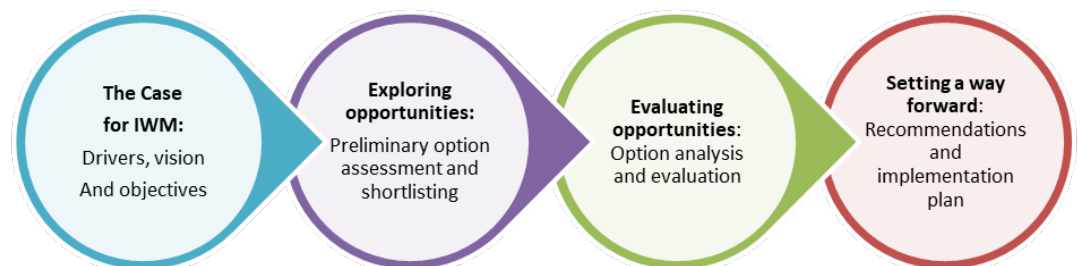 The Case
for IWM:
Drivers, vision
And objectives
Exploring
opportunities:
Preliminary option
assessment and
shortlisting
Evaluating
opportunities:
Option analysis
and evaluation
Setting a way
forward:
Recommendations
and
implementation
plan